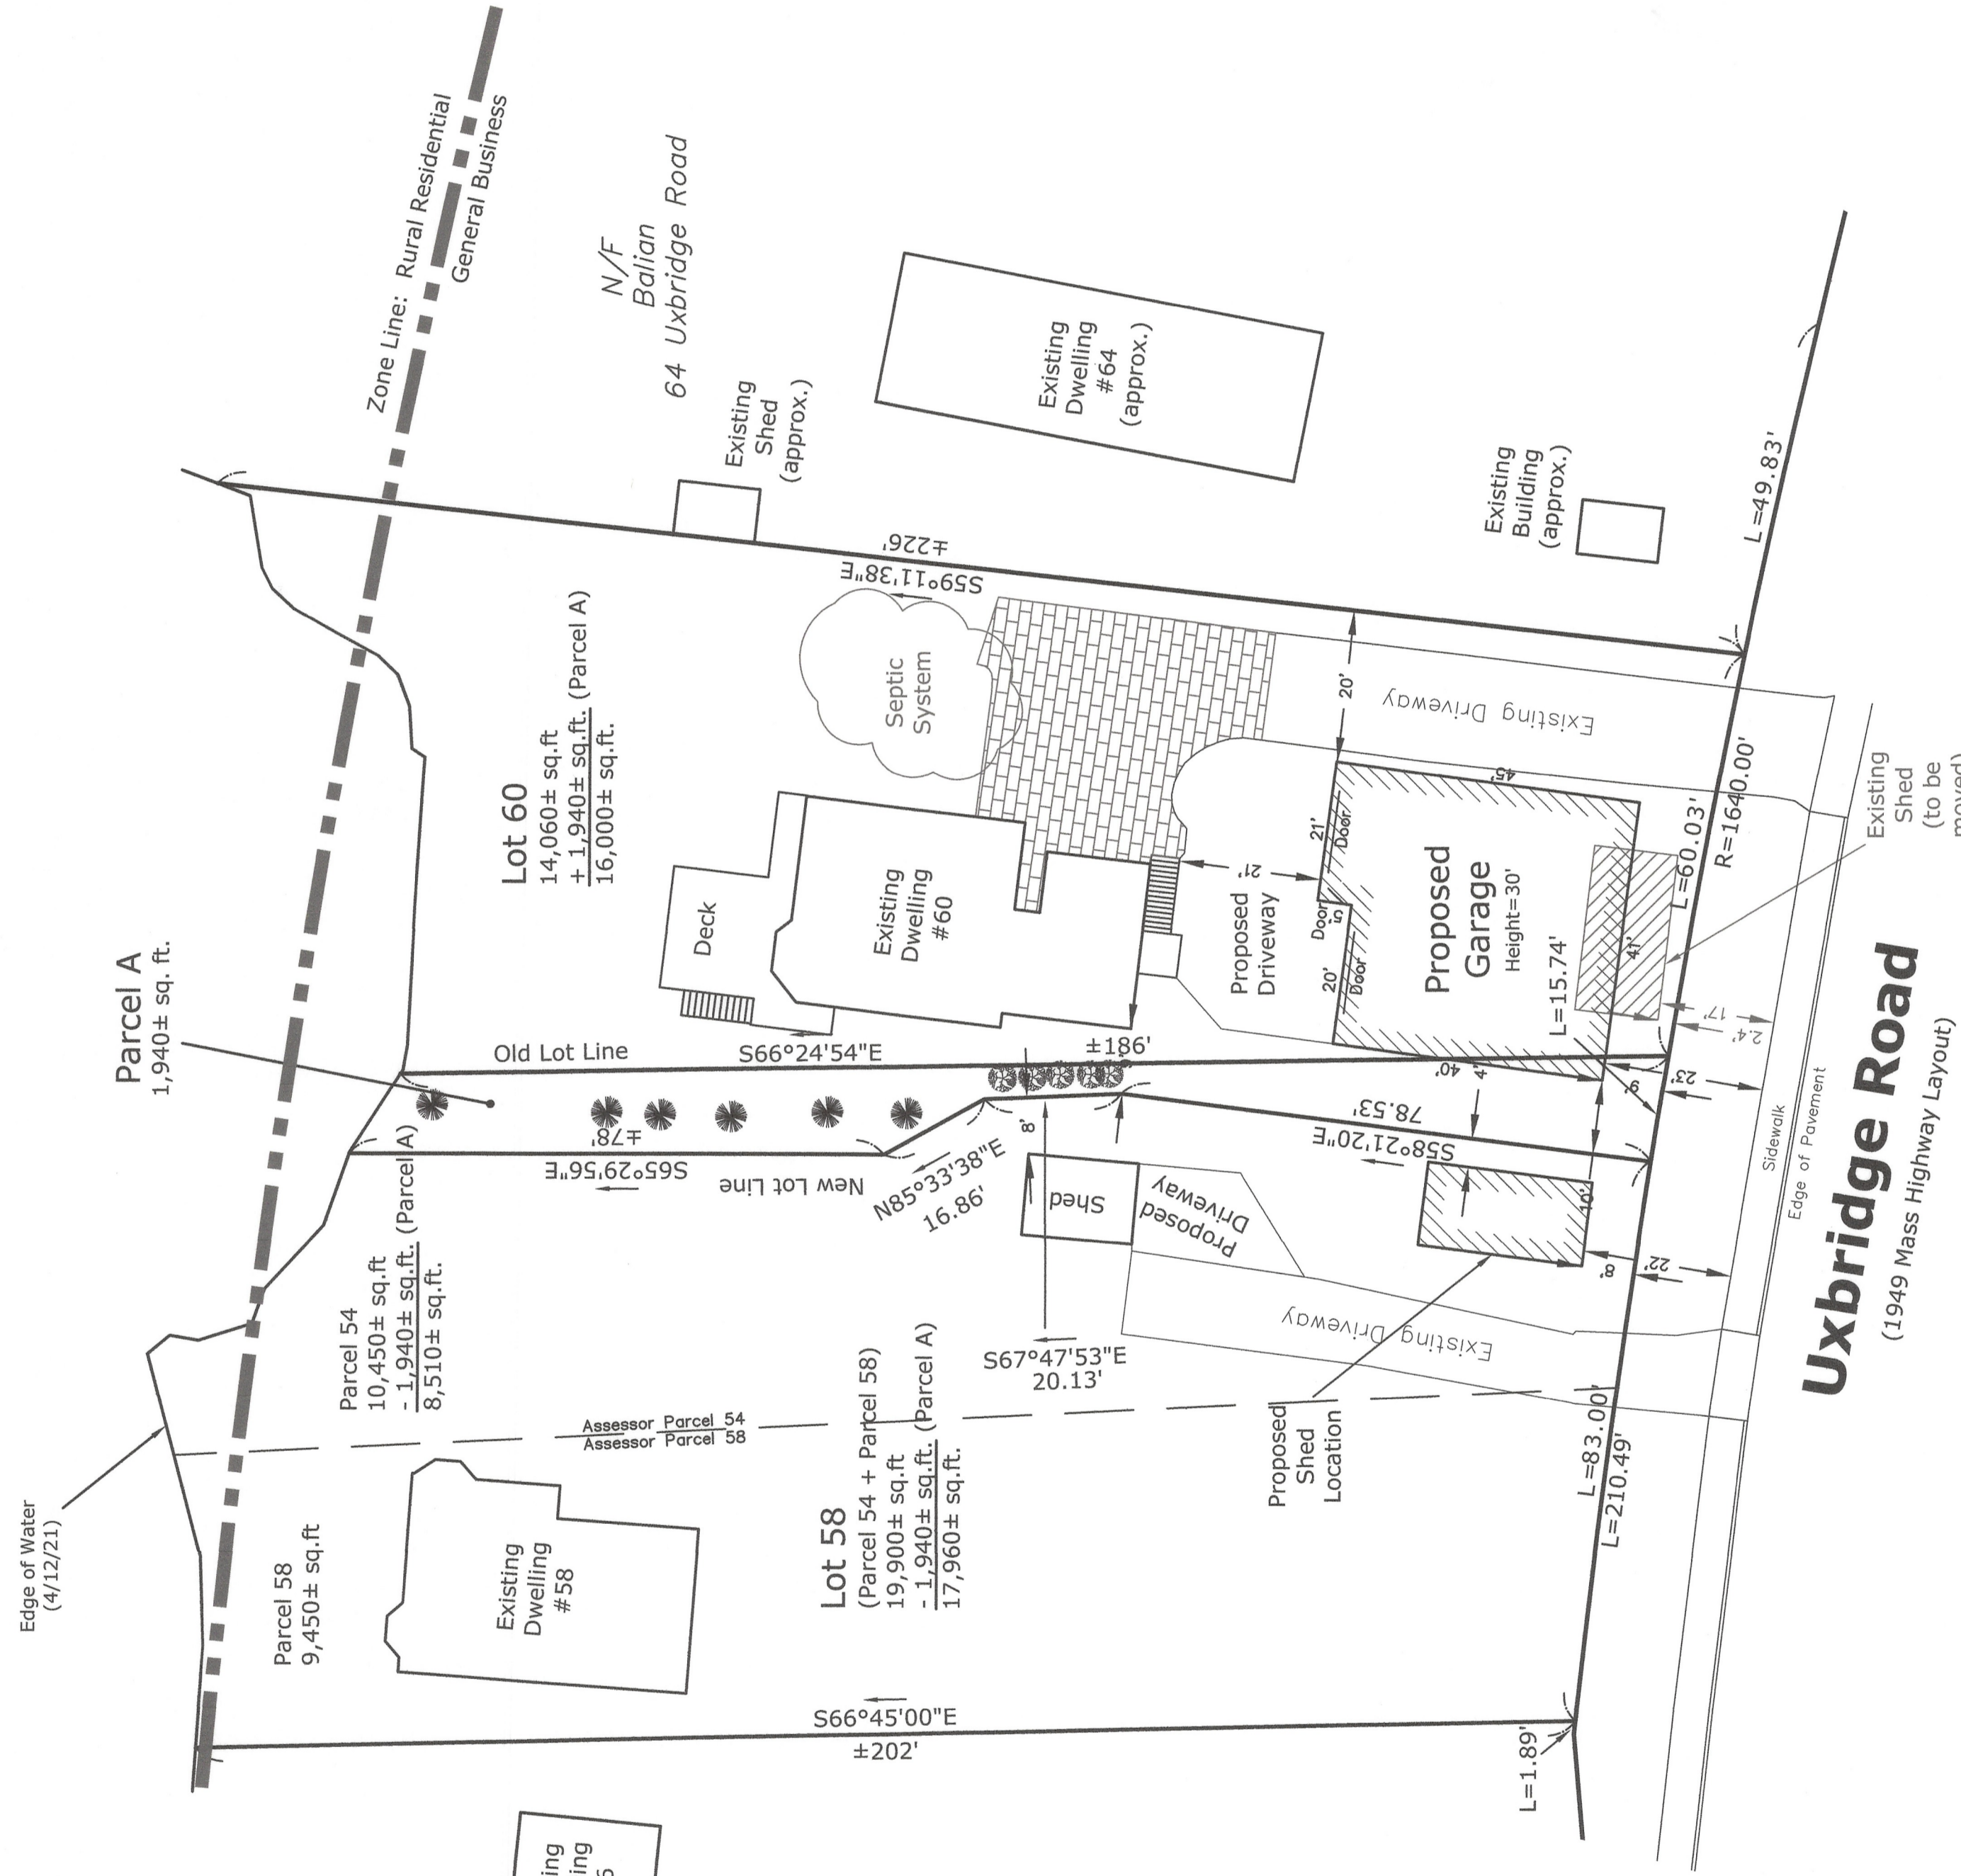 Zone Line: Rural Residential
General Business
N/F
Balian
64 Uxbridge Road
Existing
Shed
(approx.)
Existing
Dwelling
#64
(approx.)
Existing
Building
(approx.)
L=49.83'
±226'
S59°11'38"E
Parcel A
1,940± sq. ft.
Lot 60
14,060± sq.ft
+ 1,940± sq.ft. (Parcel A)
16,000± sq.ft.
Septic
System
Existing Driveway
20'
Deck
Existing
Dwelling
#60
21'
Proposed
Driveway
21'
Door
Door
5'
20'
Door
45'
Proposed
Garage
Height=30'
L=15.74'
41'
40'
L=60.03'
R=1640.00'
Existing
Shed
(to be
moved)
17'
2.4'
23'
9'
4'
Old Lot Line
S66°24'54"E
±186'
±78'
S65°29'56"E
New Lot Line
N85°33'38"E
16.86'
8'
78.53'
S58°21'20"E
Shed
Proposed
Driveway
10'
8'
22'
Existing Driveway
Sidewalk
Edge of Pavement
Uxbridge Road
(1949 Mass Highway Layout)
Parcel 54
10,450± sq.ft
- 1,940± sq.ft. (Parcel A)
8,510± sq.ft.
S67°47'53"E
20.13'
Assessor Parcel 54
Assessor Parcel 58
Proposed
Shed
Location
L=83.00'
L=210.49'
Edge of Water
(4/12/21)
Parcel 58
9,450± sq.ft
Existing
Dwelling
#58
Lot 58
(Parcel 54 + Parcel 58)
19,900± sq.ft
- 1,940± sq.ft. (Parcel A)
17,960± sq.ft.
S66°45'00"E
±202'
L=1.89'
ing
ing